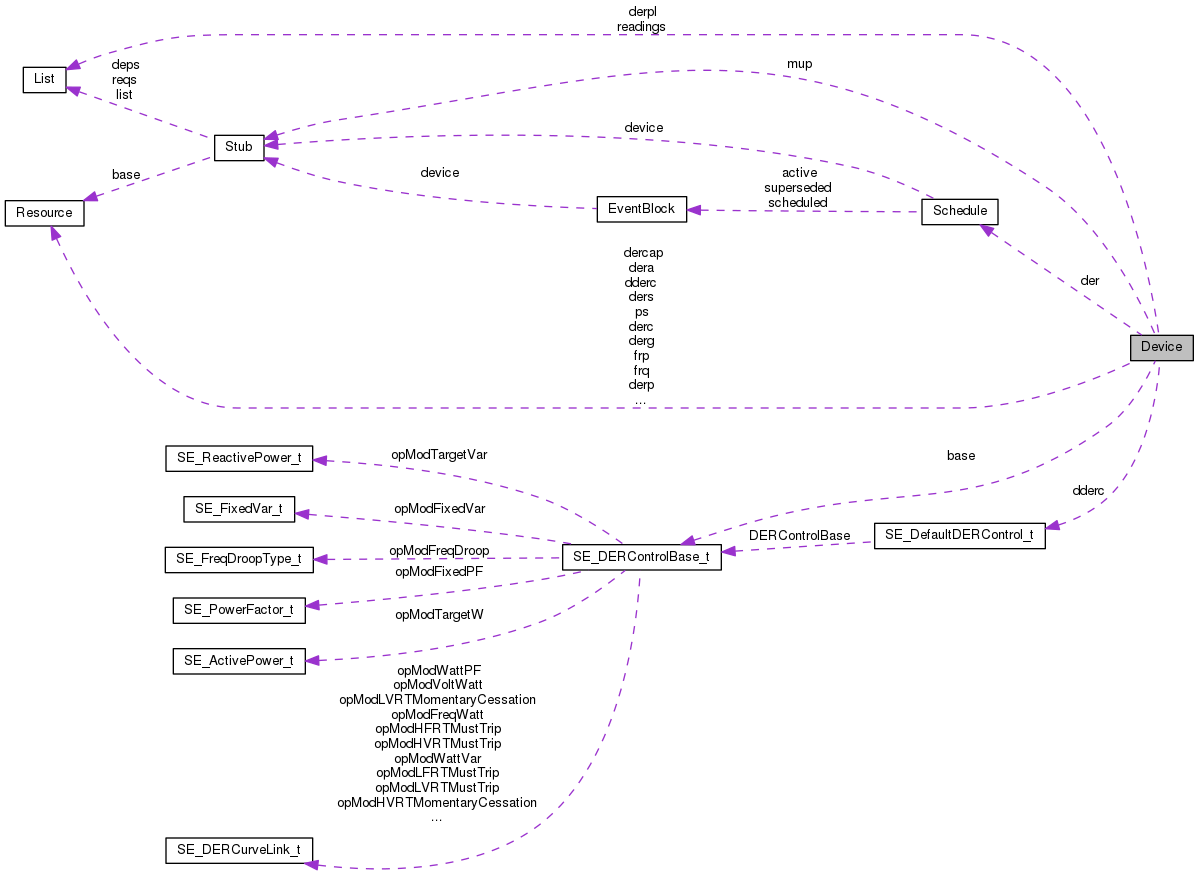 derpl
readings
List
deps
reqs
list
mup
Stub
device
base
device
active
superseded
scheduled
Resource
EventBlock
Schedule
dercap
dera
dderc
ders
ps
derc
derg
frp
frq
derp
...
der
Device
SE_ReactivePower_t
opModTargetVar
base
dderc
SE_FixedVar_t
opModFixedVar
SE_FreqDroopType_t
opModFreqDroop
SE_DERControlBase_t
DERControlBase
SE_DefaultDERControl_t
opModFixedPF
SE_PowerFactor_t
opModTargetW
SE_ActivePower_t
opModWattPF
opModVoltWatt
opModLVRTMomentaryCessation
opModFreqWatt
opModHFRTMustTrip
opModHVRTMustTrip
opModWattVar
opModLFRTMustTrip
opModLVRTMustTrip
opModHVRTMomentaryCessation
...
SE_DERCurveLink_t